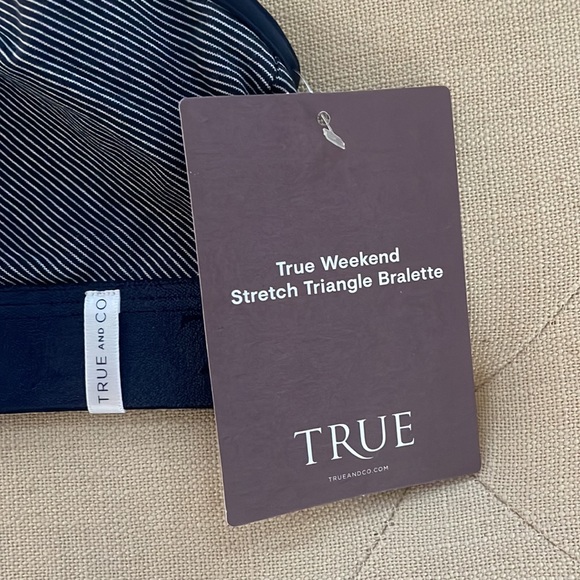 True Weekend
Stretch Triangle Bralette
TRUE
TRUEANDCO.COM
TRUE AND CO